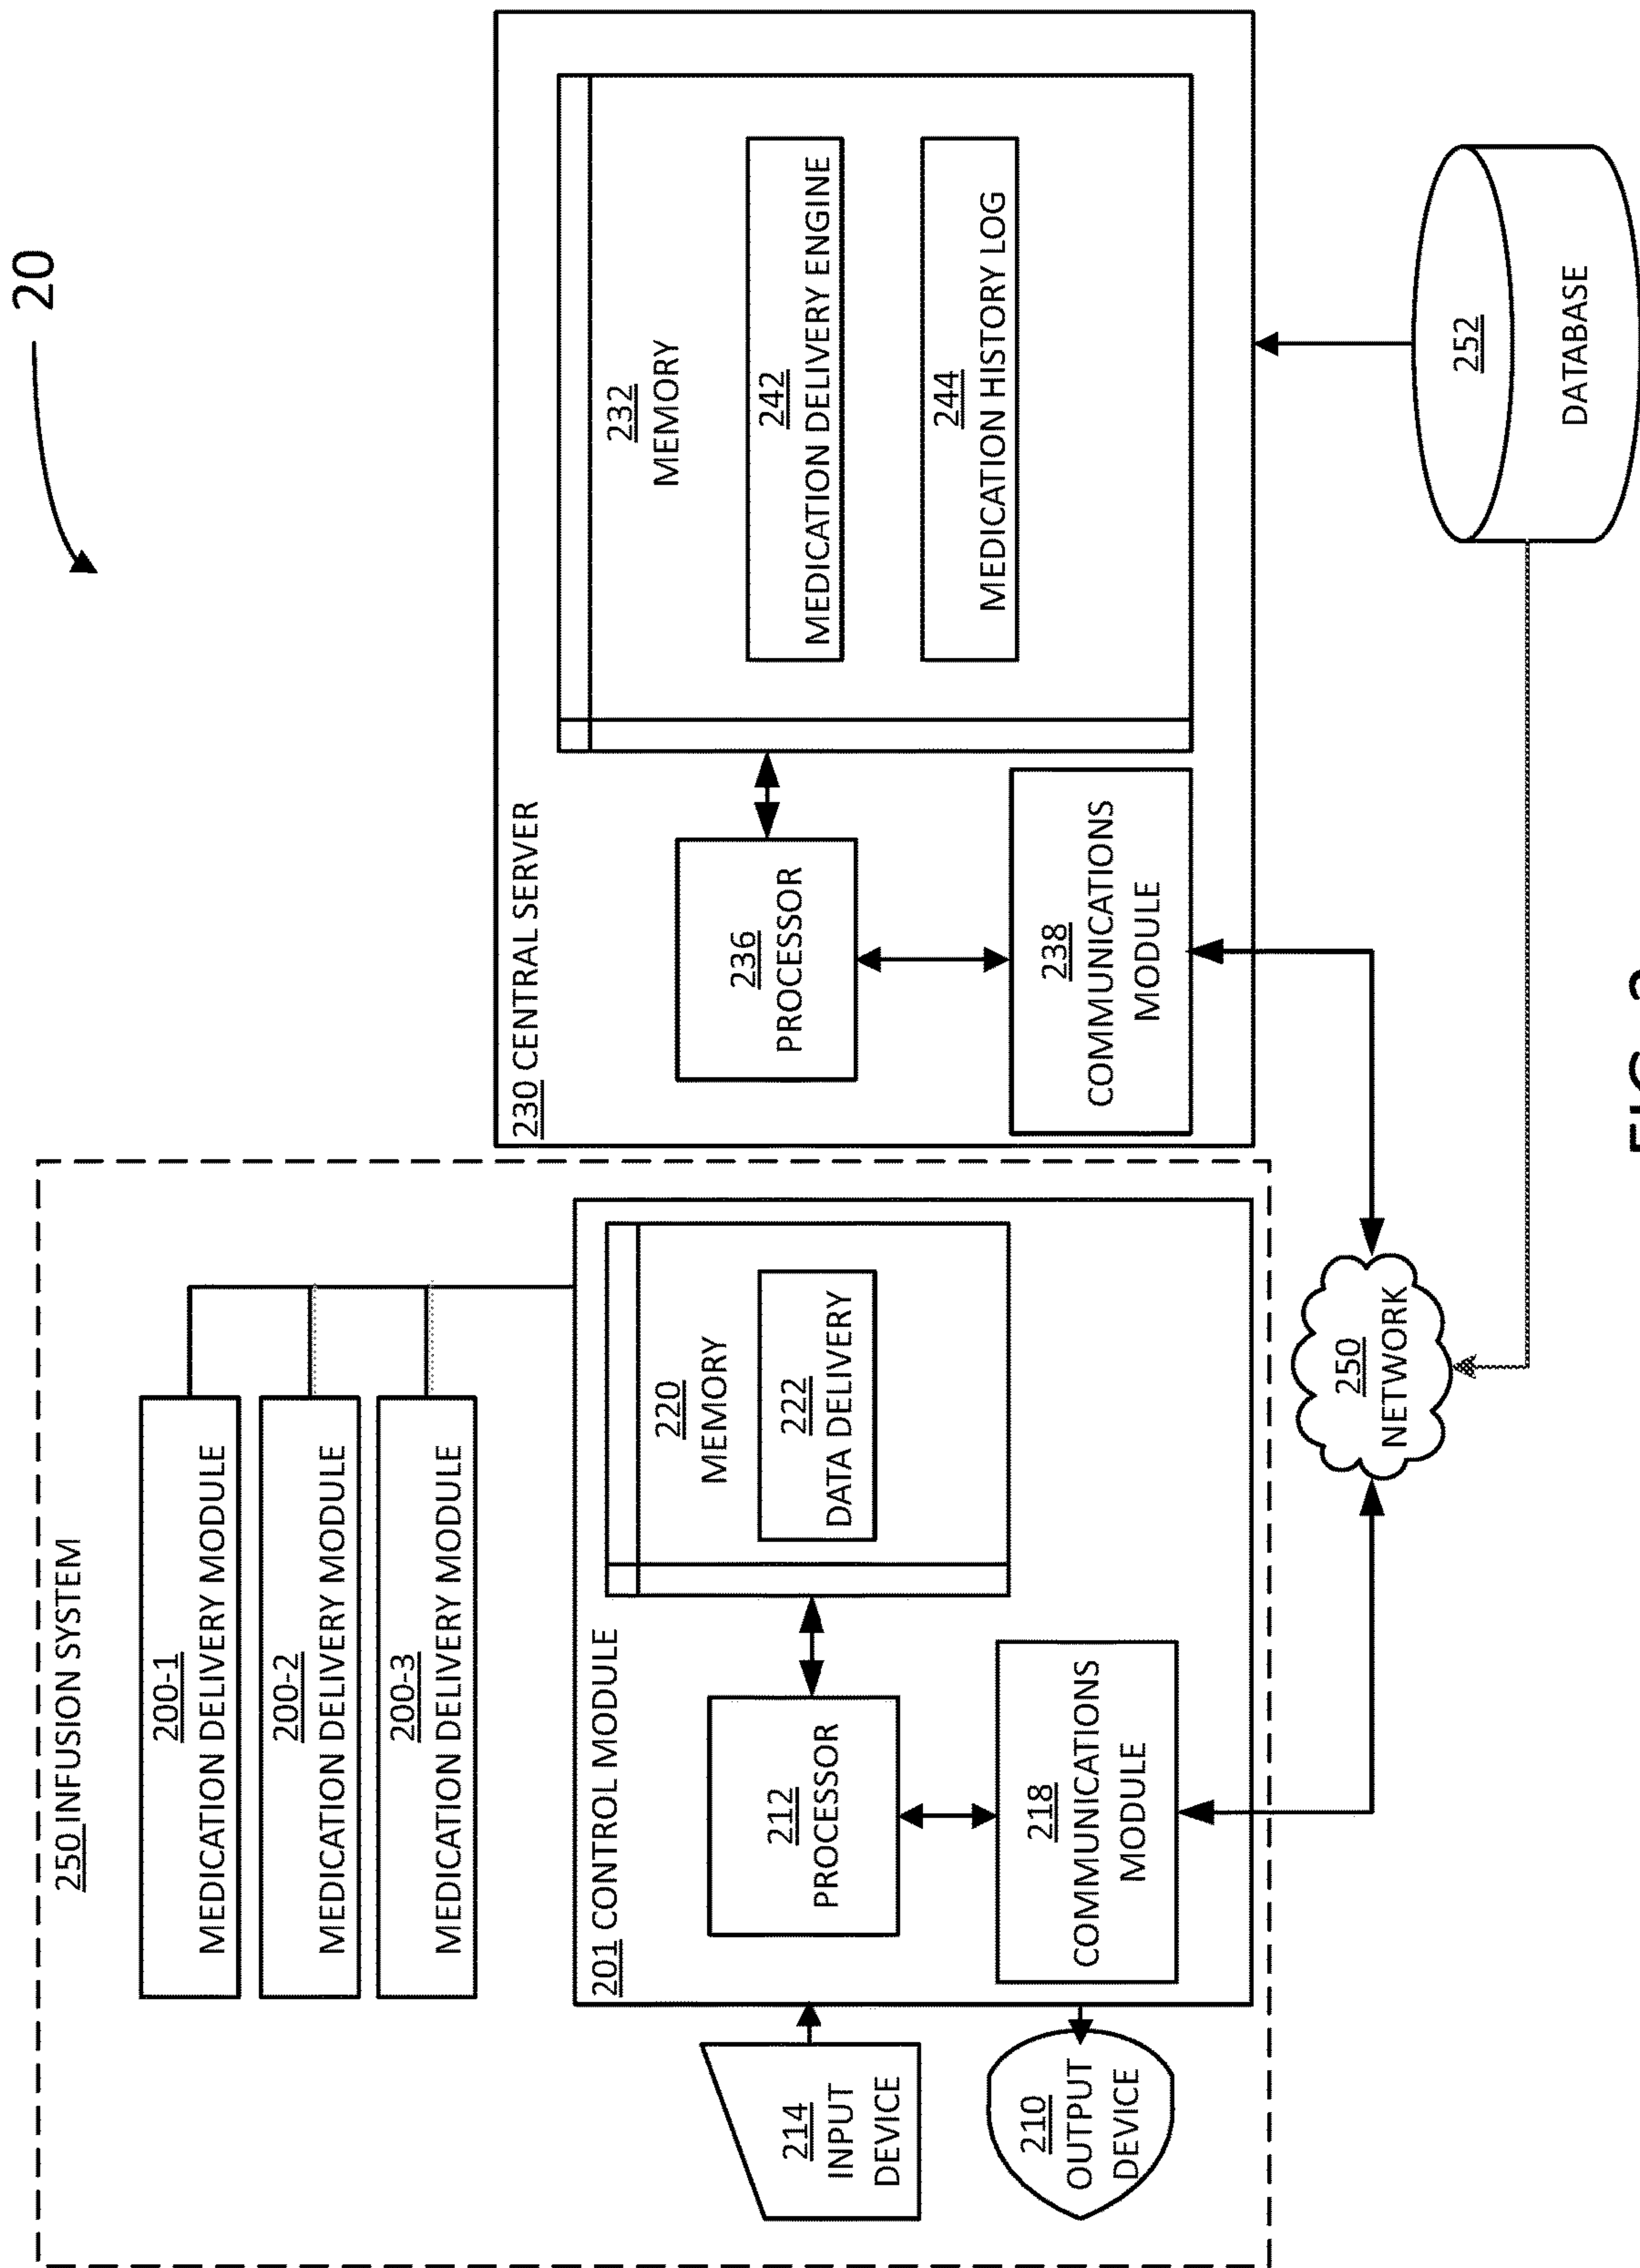 20
250 INFUSION SYSTEM
200-1
MEDICATION DELIVERY MODULE
200-2
MEDICATION DELIVERY MODULE
200-3
MEDICATION DELIVERY MODULE
201 CONTROL MODULE
220
MEMORY
222
DATA DELIVERY
212
PROCESSOR
218
COMMUNICATIONS
MODULE
214
INPUT
DEVICE
210
OUTPUT
DEVICE
230 CENTRAL SERVER
232
MEMORY
242
MEDICATION DELIVERY ENGINE
244
MEDICATION HISTORY LOG
236
PROCESSOR
238
COMMUNICATIONS
MODULE
250
NETWORK
252
DATABASE